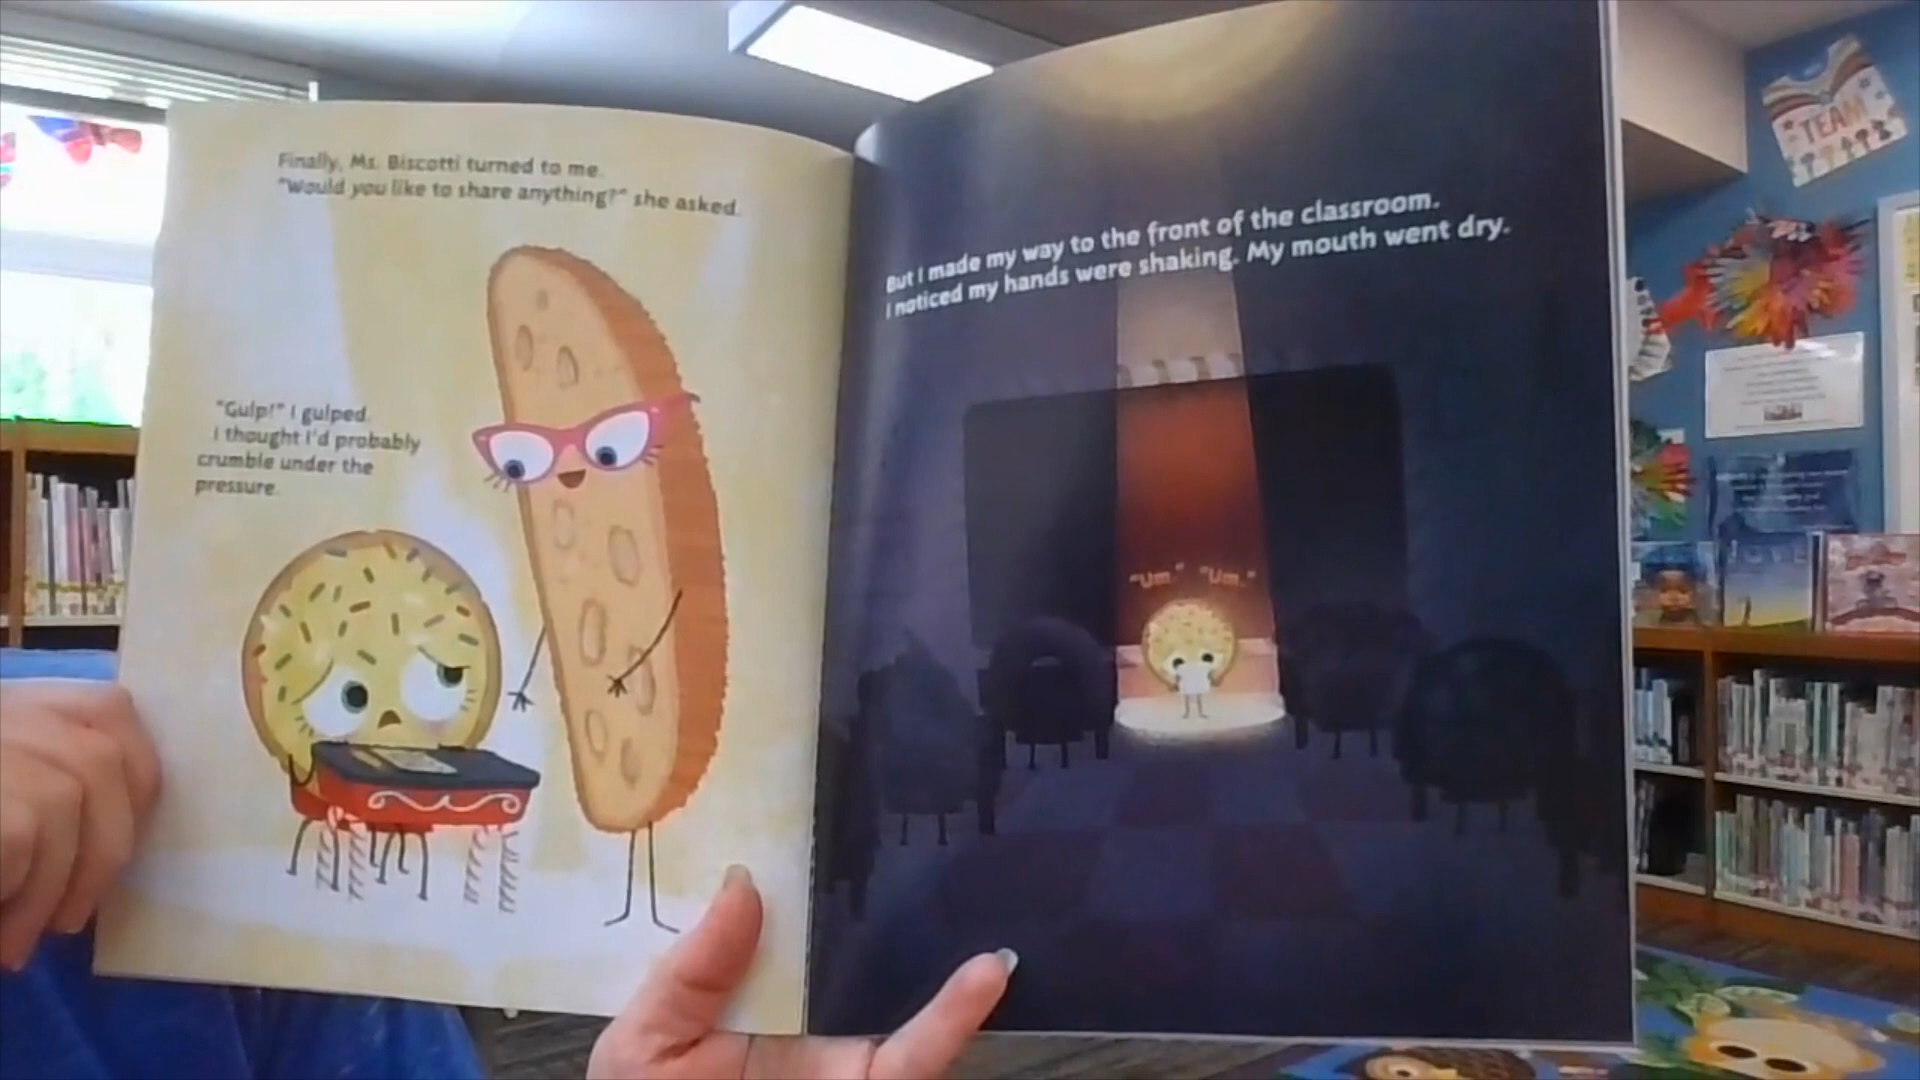 Finally, Ms. Biscotti turned to me.
"Would you like to share anything?" she asked.
"Gulp!" I gulped.
I thought I'd probably
crumble under the
pressure.
But I made my way to the front of the classroom.
I noticed my hands were shaking. My mouth went dry.
"Um." "Um."
TEAM